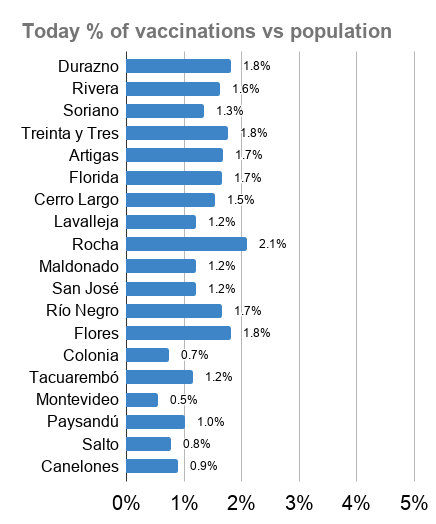 Today % of vaccinations vs population
Durazno 1.8%
Rivera 1.6%
Soriano 1.3%
Treinta y Tres 1.8%
Artigas 1.7%
Florida 1.7%
Cerro Largo 1.5%
Lavalleja 1.2%
Rocha 2.1%
Maldonado 1.2%
San José 1.2%
Río Negro 1.7%
Flores 1.8%
Colonia 0.7%
Tacuarembó 1.2%
Montevideo 0.5%
Paysandú 1.0%
Salto 0.8%
Canelones 0.9%
0% 1% 2% 3% 4% 5%